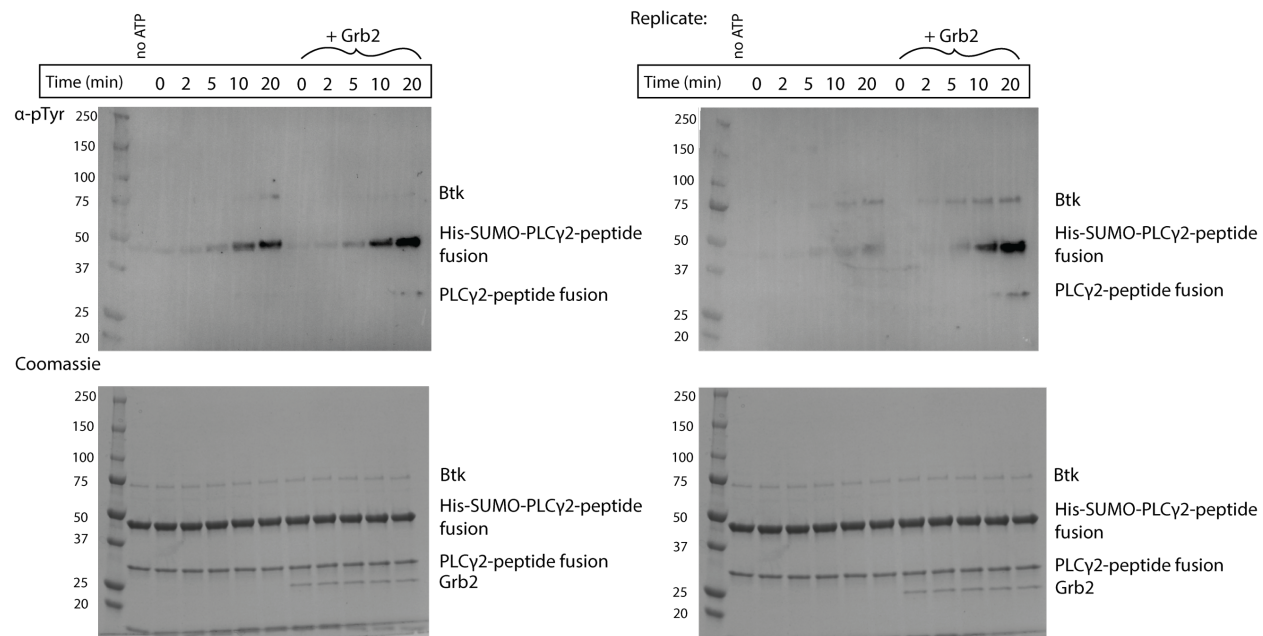 Replicate:
no ATP
+ Grb2
Time (min) 0 2 5 10 20 0 2 5 10 20
no ATP
+ Grb2
Time (min) 0 2 5 10 20 0 2 5 10 20
α-pTyr
250
150
100
75
50
37
25
20
Btk
His-SUMO-PLCγ2-peptide
fusion
PLCγ2-peptide fusion
250
150
100
75
50
37
25
20
Btk
His-SUMO-PLCγ2-peptide
fusion
PLCγ2-peptide fusion
Coomassie
250
150
100
75
50
37
25
20
Btk
His-SUMO-PLCγ2-peptide
fusion
PLCγ2-peptide fusion
Grb2
250
150
100
75
50
37
25
20
Btk
His-SUMO-PLCγ2-peptide
fusion
PLCγ2-peptide fusion
Grb2